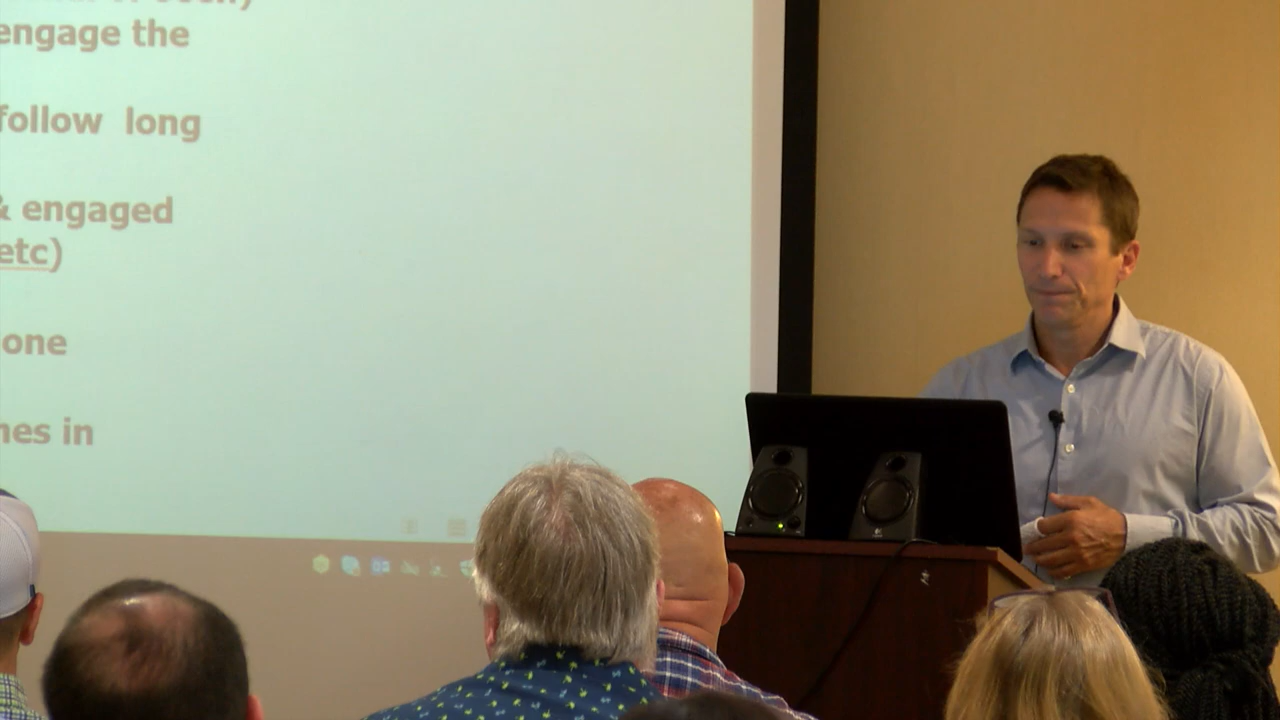 engage the
follow long
& engaged
etc)
one
nes in